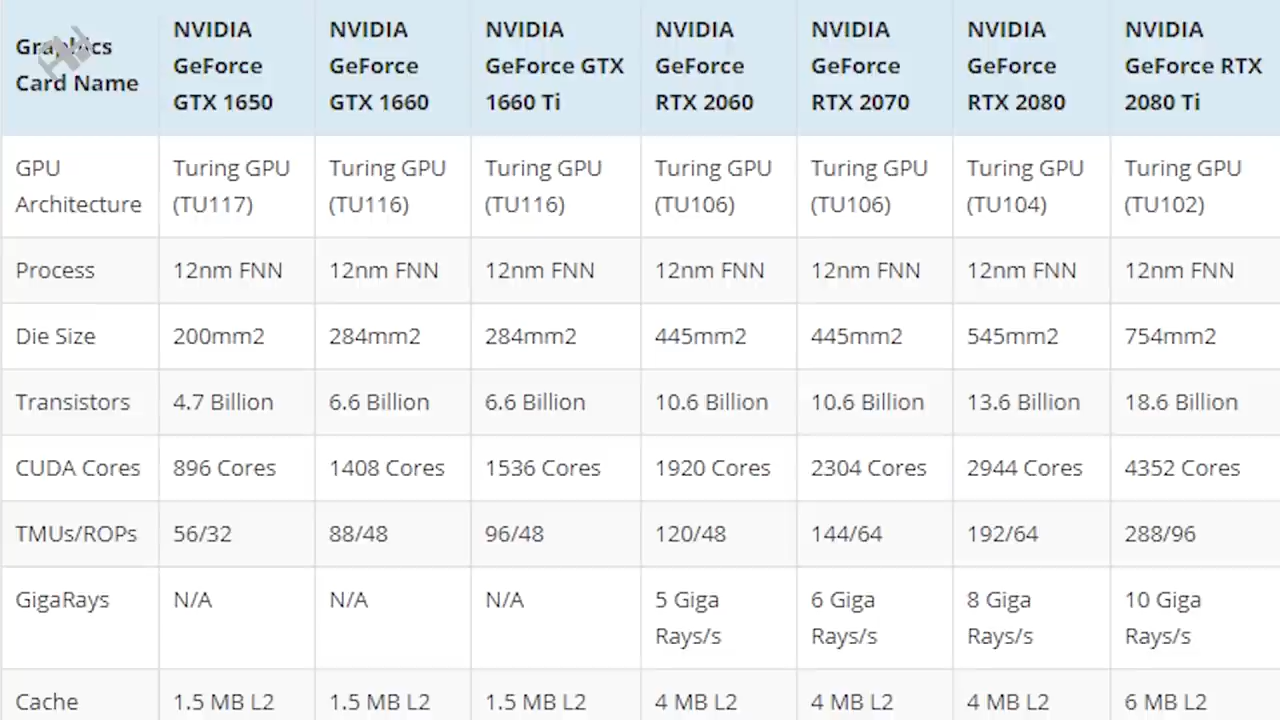 Graphics Card Name NVIDIA GeForce GTX 1650 NVIDIA GeForce GTX 1660 NVIDIA GeForce GTX 1660 Ti NVIDIA GeForce RTX 2060 NVIDIA GeForce RTX 2070 NVIDIA GeForce RTX 2080 NVIDIA GeForce RTX 2080 Ti
GPU Architecture Turing GPU (TU117) Turing GPU (TU116) Turing GPU (TU116) Turing GPU (TU106) Turing GPU (TU106) Turing GPU (TU104) Turing GPU (TU102)
Process 12nm FNN 12nm FNN 12nm FNN 12nm FNN 12nm FNN 12nm FNN 12nm FNN
Die Size 200mm2 284mm2 284mm2 445mm2 445mm2 545mm2 754mm2
Transistors 4.7 Billion 6.6 Billion 6.6 Billion 10.6 Billion 10.6 Billion 13.6 Billion 18.6 Billion
CUDA Cores 896 Cores 1408 Cores 1536 Cores 1920 Cores 2304 Cores 2944 Cores 4352 Cores
TMUs/ROPs 56/32 88/48 96/48 120/48 144/64 192/64 288/96
GigaRays N/A N/A N/A 5 Giga Rays/s 6 Giga Rays/s 8 Giga Rays/s 10 Giga Rays/s
Cache 1.5 MB L2 1.5 MB L2 1.5 MB L2 4 MB L2 4 MB L2 4 MB L2 6 MB L2